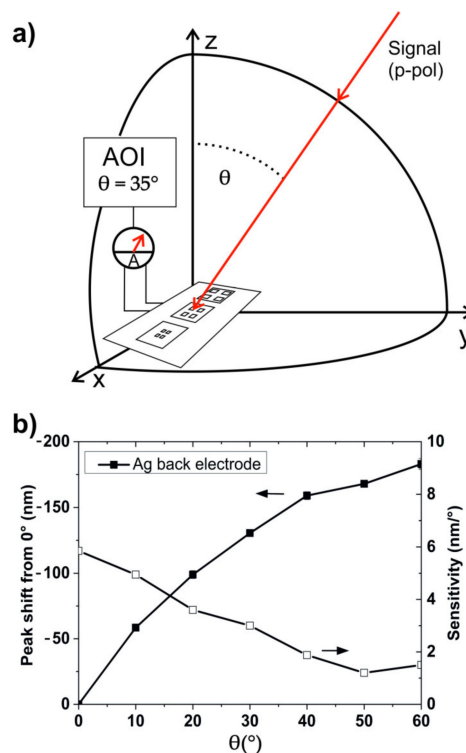 a)
z
Signal
(p-pol)
AOI
θ = 35°
θ
A
y
x
b)
-200
-150
-100
-50
0
Peak shift from 0° (nm)
Ag back electrode
10
8
6
4
2
0
Sensitivity (nm/°)
0 10 20 30 40 50 60
θ(°)